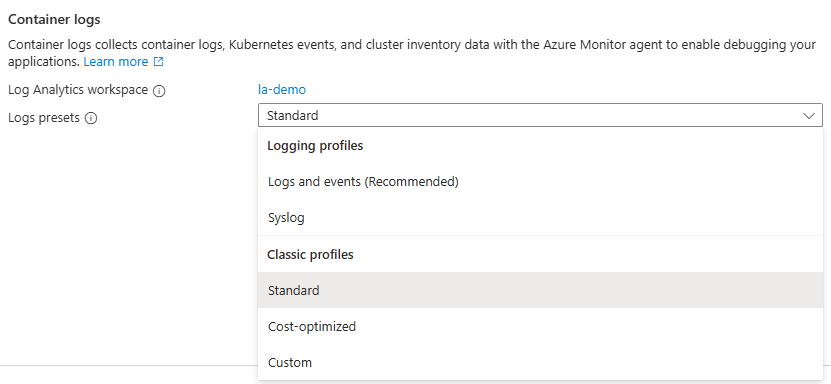 Container logs
Container logs collects container logs, Kubernetes events, and cluster inventory data with the Azure Monitor agent to enable debugging your
applications. Learn more
Log Analytics workspace la-demo
Logs presets Standard
Logging profiles
Logs and events (Recommended)
Syslog
Classic profiles
Standard
Cost-optimized
Custom